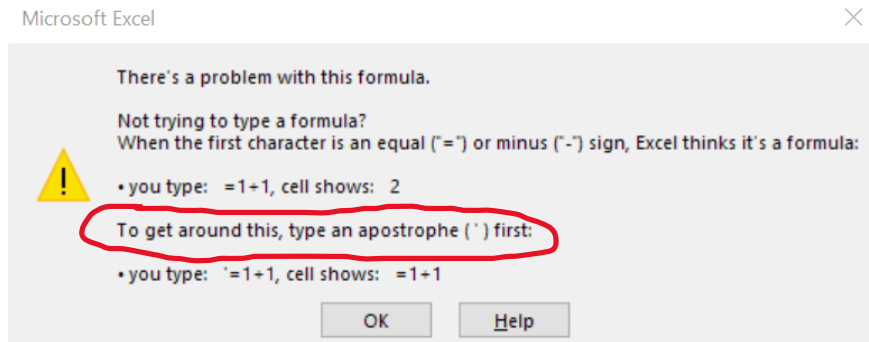 Microsoft Excel
There's a problem with this formula.
Not trying to type a formula?
When the first character is an equal ("=") or minus ("-") sign, Excel thinks it's a formula:
• you type:   =1+1, cell shows:   2
To get around this, type an apostrophe ( ' ) first:
• you type:   '=1+1, cell shows:   =1+1
OK
Help